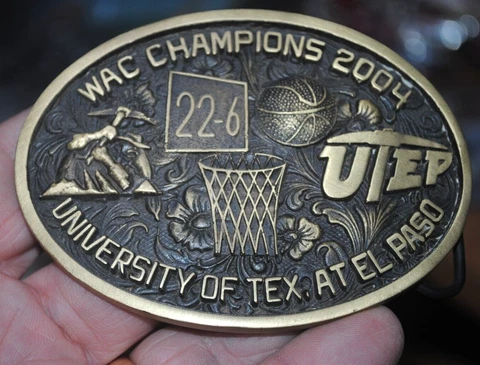 WAC CHAMPIONS 2004
22-6
UTEP
UNIVERSITY OF TEX. AT EL PASO